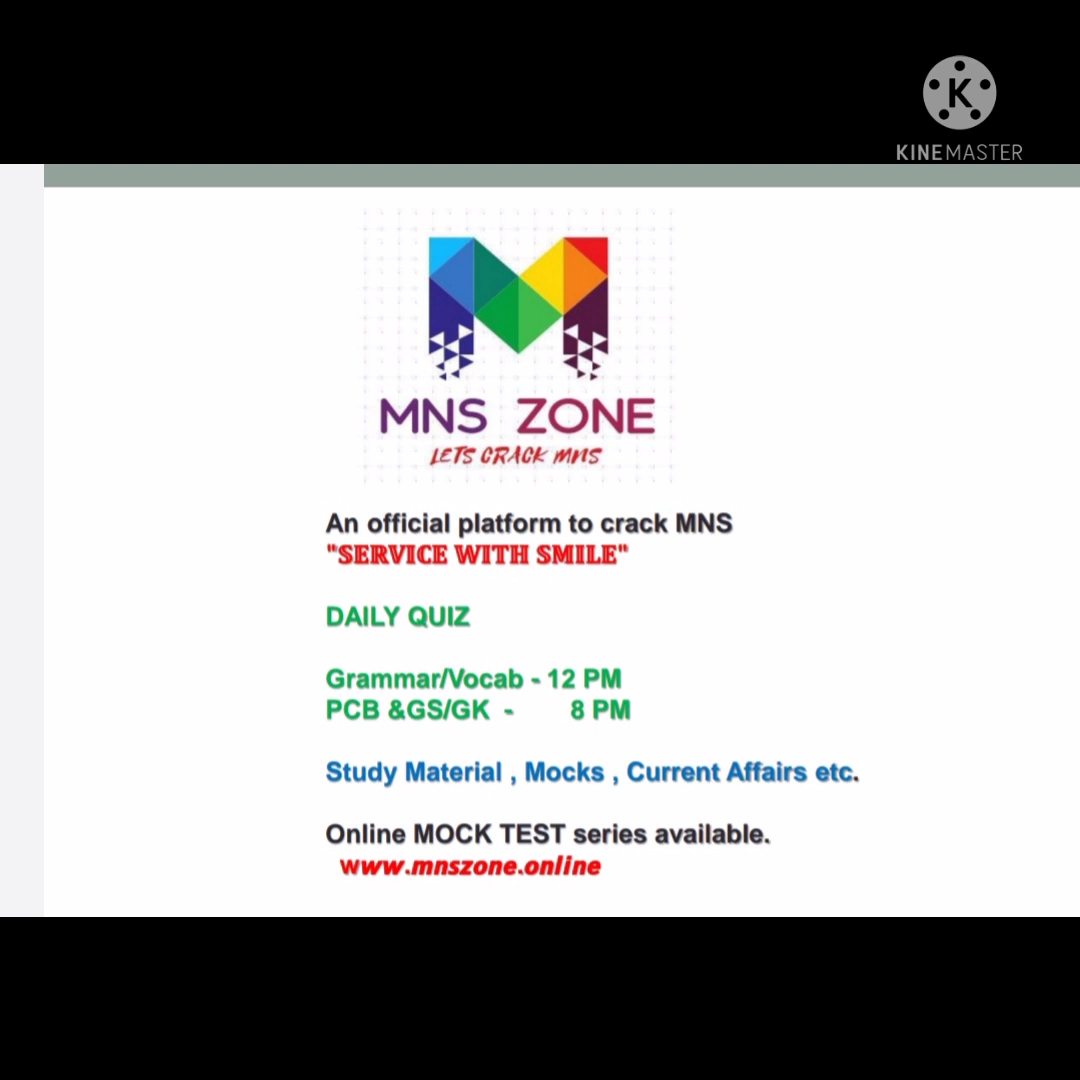 K
KINEMASTER
MNS ZONE
LETS CRACK MNS
An official platform to crack MNS
"SERVICE WITH SMILE"
DAILY QUIZ
Grammar/Vocab - 12 PM
PCB &GS/GK - 8 PM
Study Material , Mocks , Current Affairs etc.
Online MOCK TEST series available.
www.mnszone.online